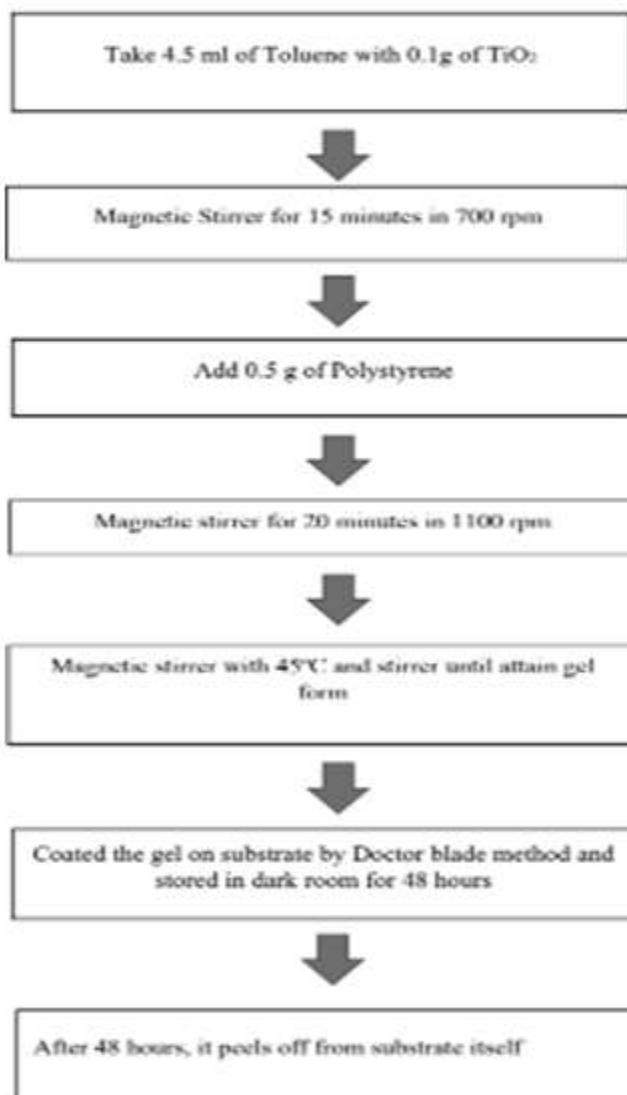 Take 4.5 ml of Toluene with 0.1g of TiO₂
Magnetic Stirrer for 15 minutes in 700 rpm
Add 0.5 g of Polystyrene
Magnetic stirrer for 20 minutes in 1100 rpm
Magnetic stirrer with 45°C and stirrer until attain gel
form
Coated the gel on substrate by Doctor blade method and
stored in dark room for 48 hours
After 48 hours, it peels off from substrate itself